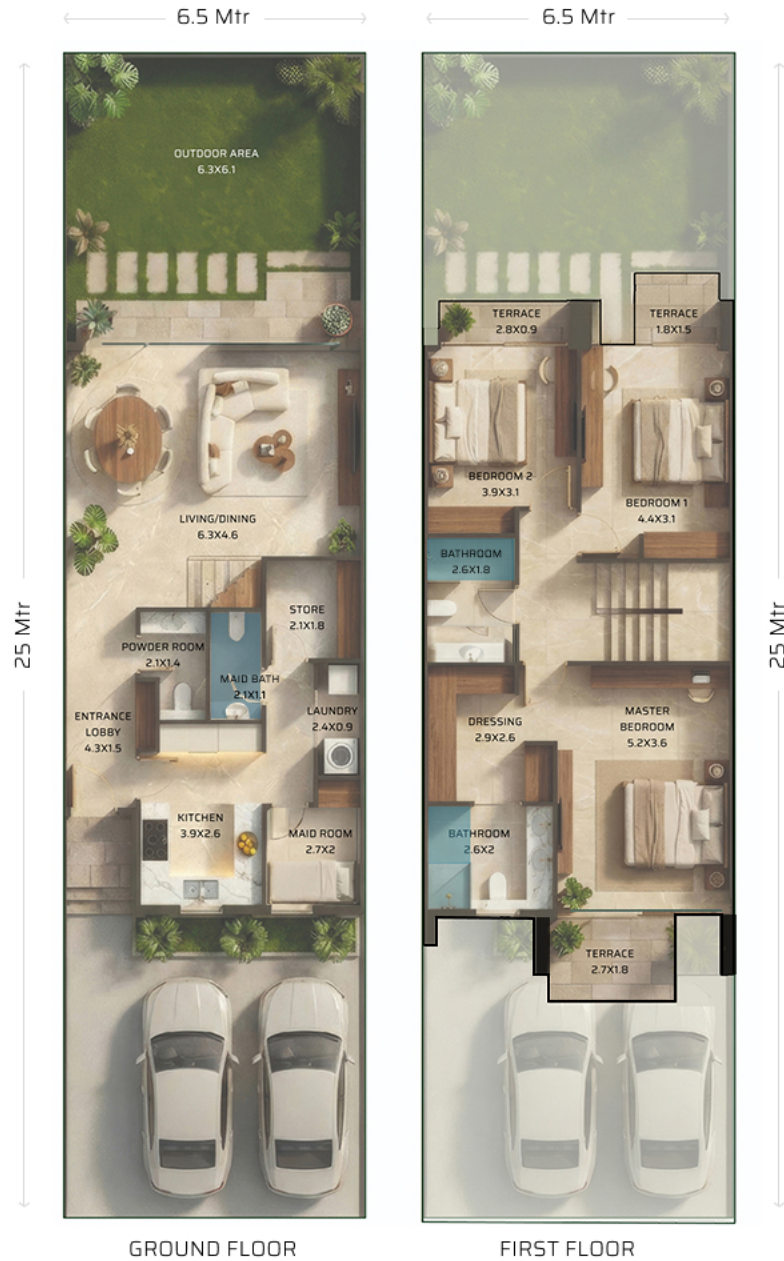 6.5 Mtr
6.5 Mtr
25 Mtr
25 Mtr
OUTDOOR AREA
6.3X6.1
LIVING/DINING
6.3X4.6
STORE
2.1X1.8
POWDER ROOM
2.1X1.4
MAID BATH
2.1X1.1
LAUNDRY
2.4X0.9
ENTRANCE
LOBBY
4.3X1.5
KITCHEN
3.9X2.6
MAID ROOM
2.7X2
GROUND FLOOR
TERRACE
2.8X0.9
TERRACE
1.8X1.5
BEDROOM 2
3.9X3.1
BEDROOM 1
4.4X3.1
BATHROOM
2.6X1.8
DRESSING
2.9X2.6
MASTER
BEDROOM
5.2X3.6
BATHROOM
2.6X2
TERRACE
2.7X1.8
FIRST FLOOR